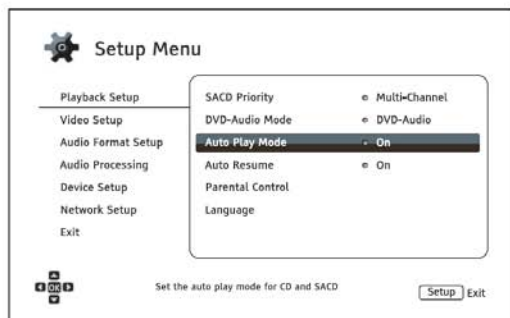 Setup Menu
Playback Setup
Video Setup
Audio Format Setup
Audio Processing
Device Setup
Network Setup
Exit
SACD Priority Multi-Channel
DVD-Audio Mode DVD-Audio
Auto Play Mode On
Auto Resume On
Parental Control
Language
OK
Set the auto play mode for CD and SACD
Setup Exit